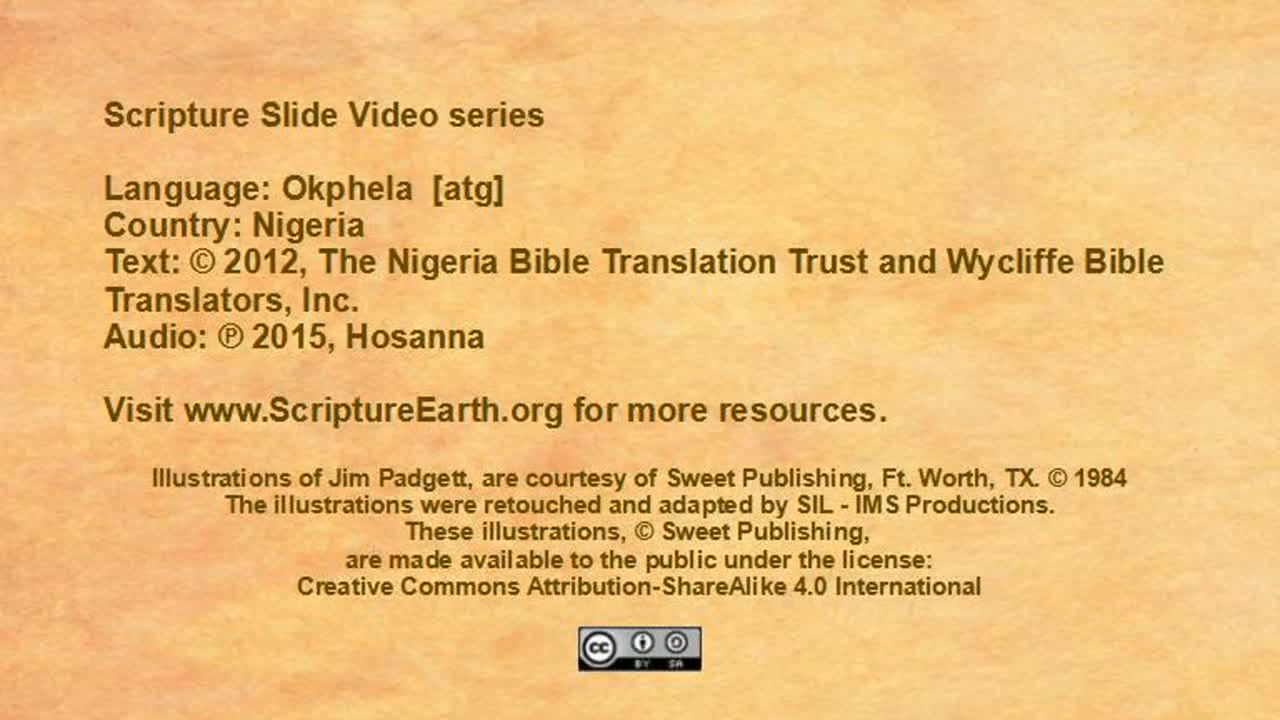 Scripture Slide Video series
Language: Okphela [atg]
Country: Nigeria
Text: © 2012, The Nigeria Bible Translation Trust and Wycliffe Bible
Translators, Inc.
Audio: ℗ 2015, Hosanna
Visit www.ScriptureEarth.org for more resources.
Illustrations of Jim Padgett, are courtesy of Sweet Publishing, Ft. Worth, TX. © 1984
The illustrations were retouched and adapted by SIL - IMS Productions.
These illustrations, © Sweet Publishing,
are made available to the public under the license:
Creative Commons Attribution-ShareAlike 4.0 International
cc
BY SA